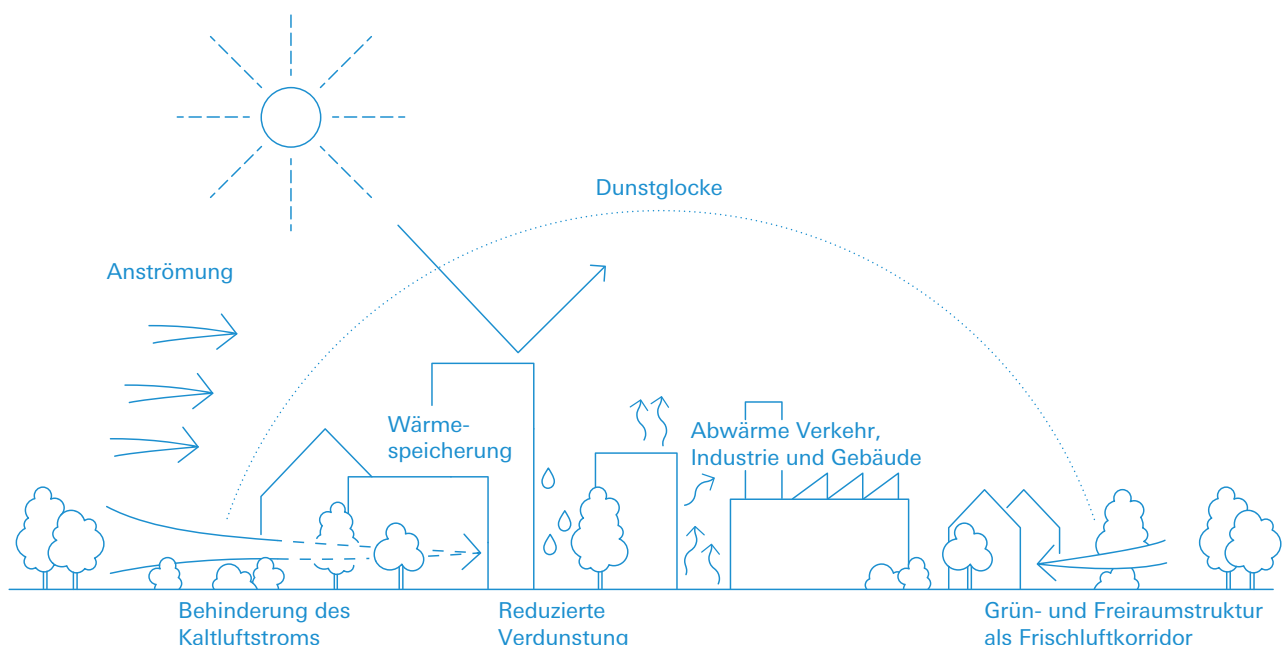 Dunstglocke
Anströmung
Wärme-
speicherung
Abwärme Verkehr,
Industrie und Gebäude
Behinderung des
Kaltluftstroms
Reduzierte
Verdunstung
Grün- und Freiraumstruktur
als Frischluftkorridor